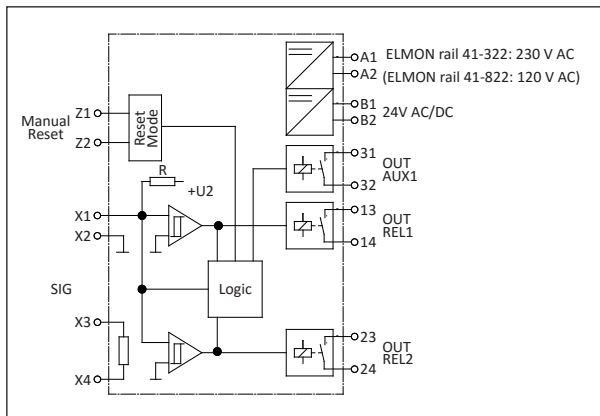 A1 ELMON rail 41-322: 230 V AC
A2 (ELMON rail 41-822: 120 V AC)
B1
24V AC/DC
B2
Manual
Reset
Z1
Z2
Reset
Mode
31
OUT
AUX1
32
R
+U2
X1
X2
13
OUT
REL1
14
SIG
Logic
X3
X4
23
OUT
REL2
24